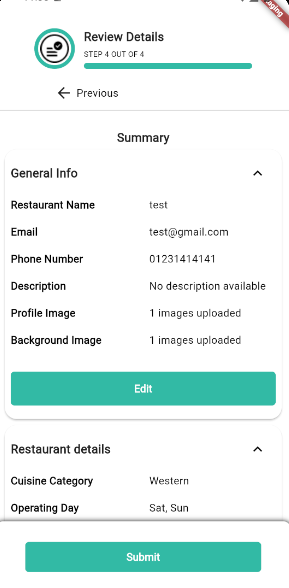 Review Details
STEP 4 OUT OF 4
Previous
Summary
General Info
Restaurant Name test
Email test@gmail.com
Phone Number 01231414141
Description No description available
Profile Image 1 images uploaded
Background Image 1 images uploaded
Edit
Restaurant details
Cuisine Category Western
Operating Day Sat, Sun
Submit